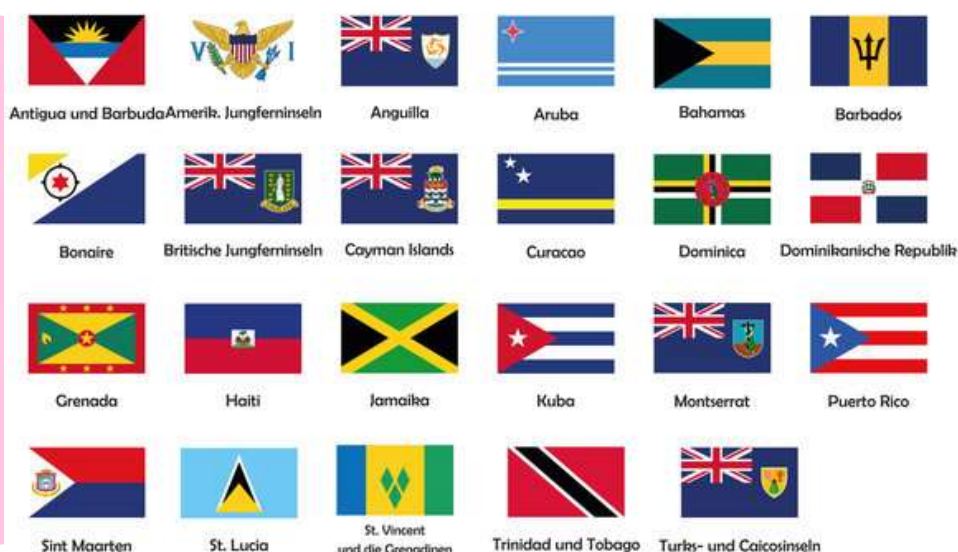 V I
Antigua und Barbuda Amerik. Jungferninseln Anguilla Aruba Bahamas Barbados
Bonaire Britische Jungferninseln Cayman Islands Curacao Dominica Dominikanische Republik
Grenada Haiti Jamaika Kuba Montserrat Puerto Rico
Sint Maarten St. Lucia St. Vincent Trinidad und Tobago Turks- und Caicosinseln
und die Grenadinen